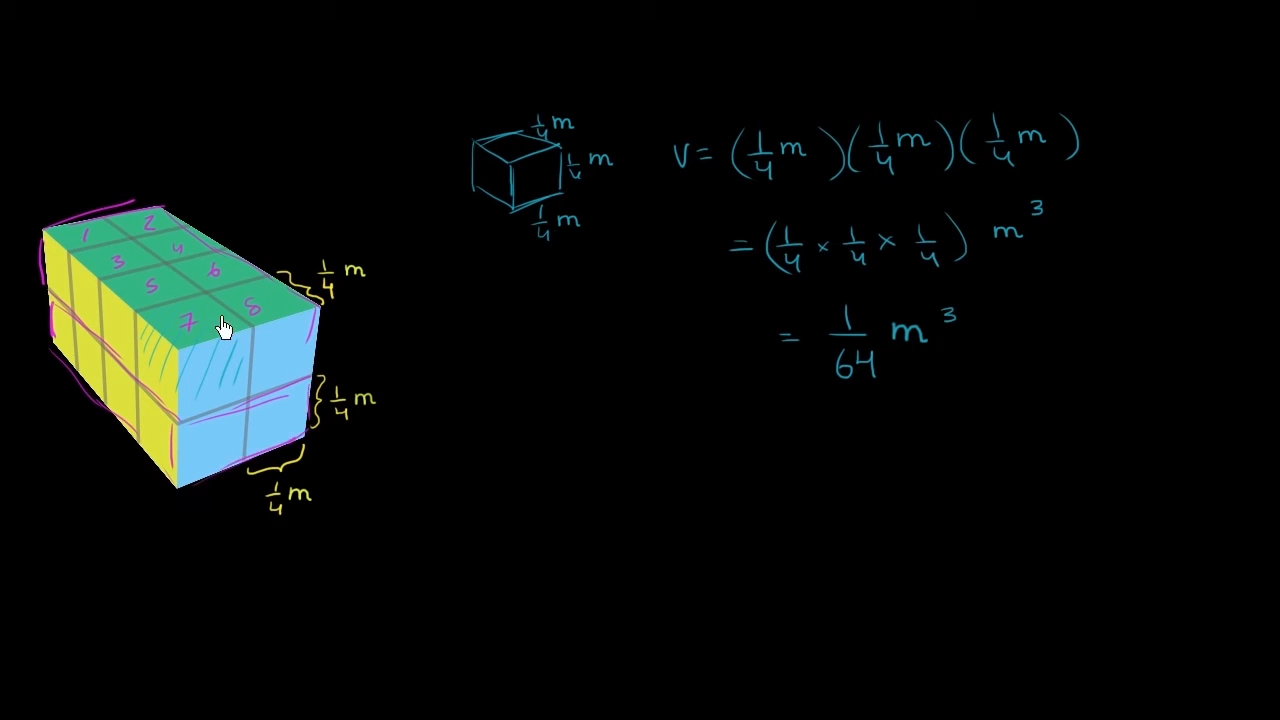 1/4 m
1/4 m
1/4 m
V = (1/4 m)(1/4 m)(1/4 m)
= (1/4 × 1/4 × 1/4) m³
= 1/64 m³
1 2
3 4
5 6
7 8
1/4 m
1/4 m
1/4 m